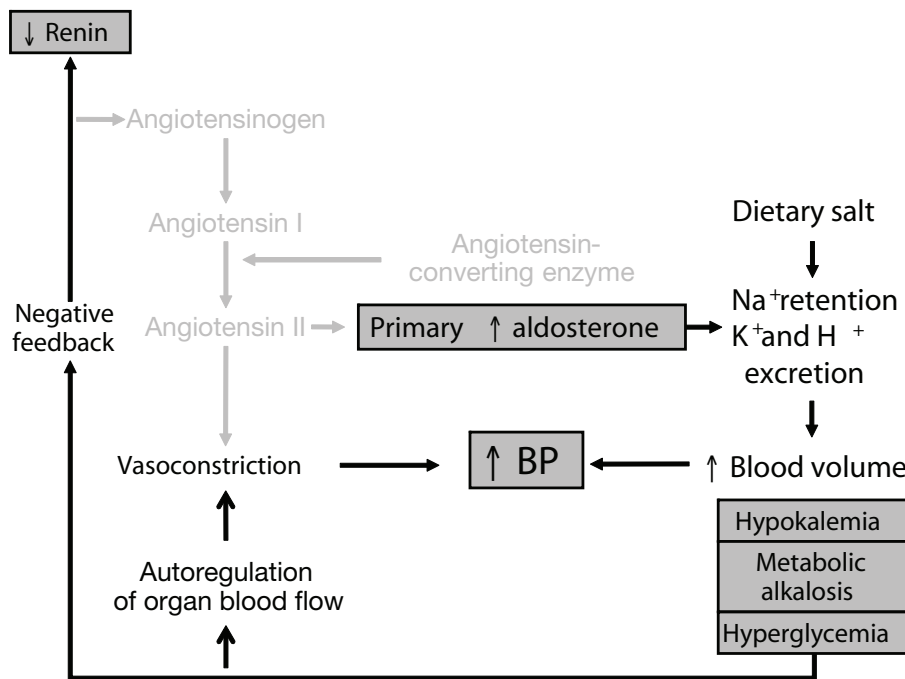 ↓ Renin
Angiotensinogen
Angiotensin I
Dietary salt
Angiotensin-
converting enzyme
Negative
feedback
Angiotensin II
Primary ↑ aldosterone
Na+retention
K+and H +
excretion
Vasoconstriction
↑ BP
↑ Blood volume
Hypokalemia
Metabolic
alkalosis
Hyperglycemia
Autoregulation
of organ blood flow